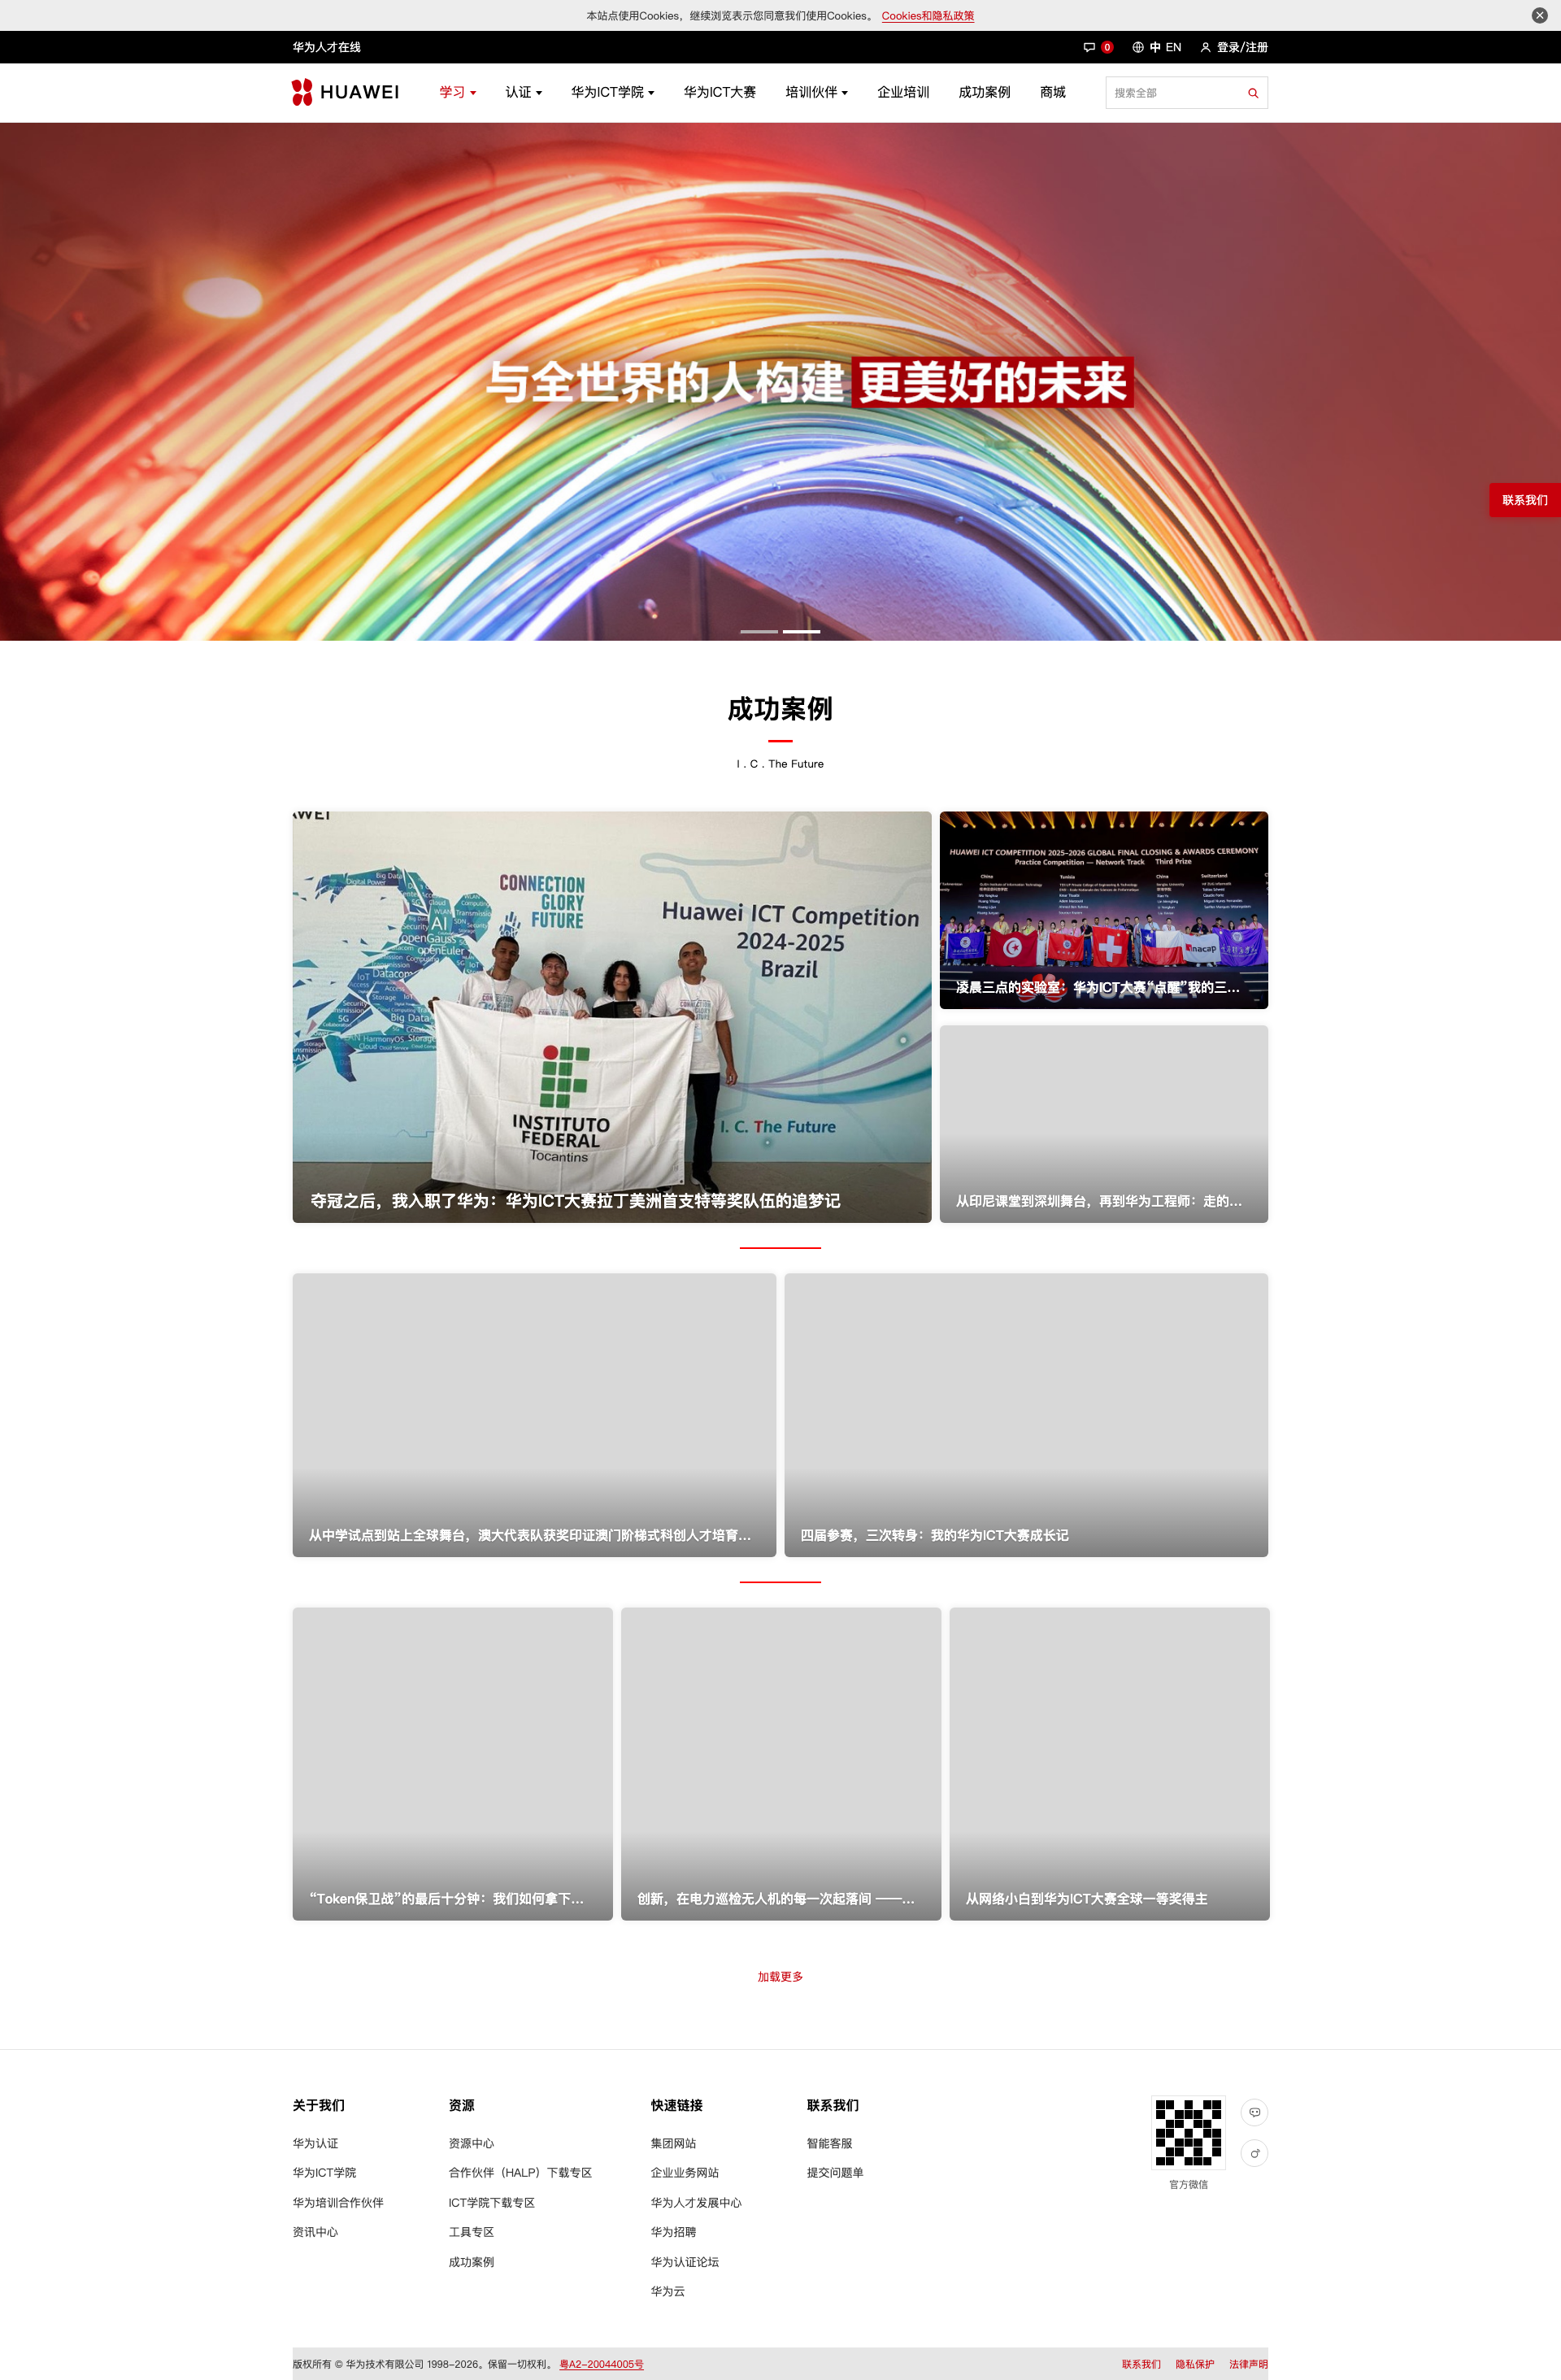 本站点使用Cookies，继续浏览表示您同意我们使用Cookies。 Cookies和隐私政策
华为人才在线
0
中 EN
登录/注册
HUAWEI
学习
认证
华为ICT学院
华为ICT大赛
培训伙伴
企业培训
成功案例
商城
搜索全部
与全世界的人构建 更美好的未来
联系我们
成功案例
I . C . The Future
CONNECTION
GLORY
FUTURE
Huawei ICT Competition
2024-2025
Brazil
INSTITUTO
FEDERAL
Tocantins
I. C. The Future
夺冠之后，我入职了华为：华为ICT大赛拉丁美洲首支特等奖队伍的追梦记
HUAWEI ICT COMPETITION 2025-2026 GLOBAL FINAL CLOSING & AWARDS CEREMONY
Practice Competition — Network Track Third Prize
China
Tunisia
China
Switzerland
inacap
凌晨三点的实验室：华为ICT大赛“点醒”我的三...
从印尼课堂到深圳舞台，再到华为工程师：走的...
从中学试点到站上全球舞台，澳大代表队获奖印证澳门阶梯式科创人才培育...
四届参赛，三次转身：我的华为ICT大赛成长记
“Token保卫战”的最后十分钟：我们如何拿下...
创新，在电力巡检无人机的每一次起落间 ——...
从网络小白到华为ICT大赛全球一等奖得主
加载更多
关于我们
华为认证
华为ICT学院
华为培训合作伙伴
资讯中心
资源
资源中心
合作伙伴（HALP）下载专区
ICT学院下载专区
工具专区
成功案例
快速链接
集团网站
企业业务网站
华为人才发展中心
华为招聘
华为认证论坛
华为云
联系我们
智能客服
提交问题单
官方微信
版权所有 © 华为技术有限公司 1998-2026。保留一切权利。 粤A2-20044005号
联系我们
隐私保护
法律声明